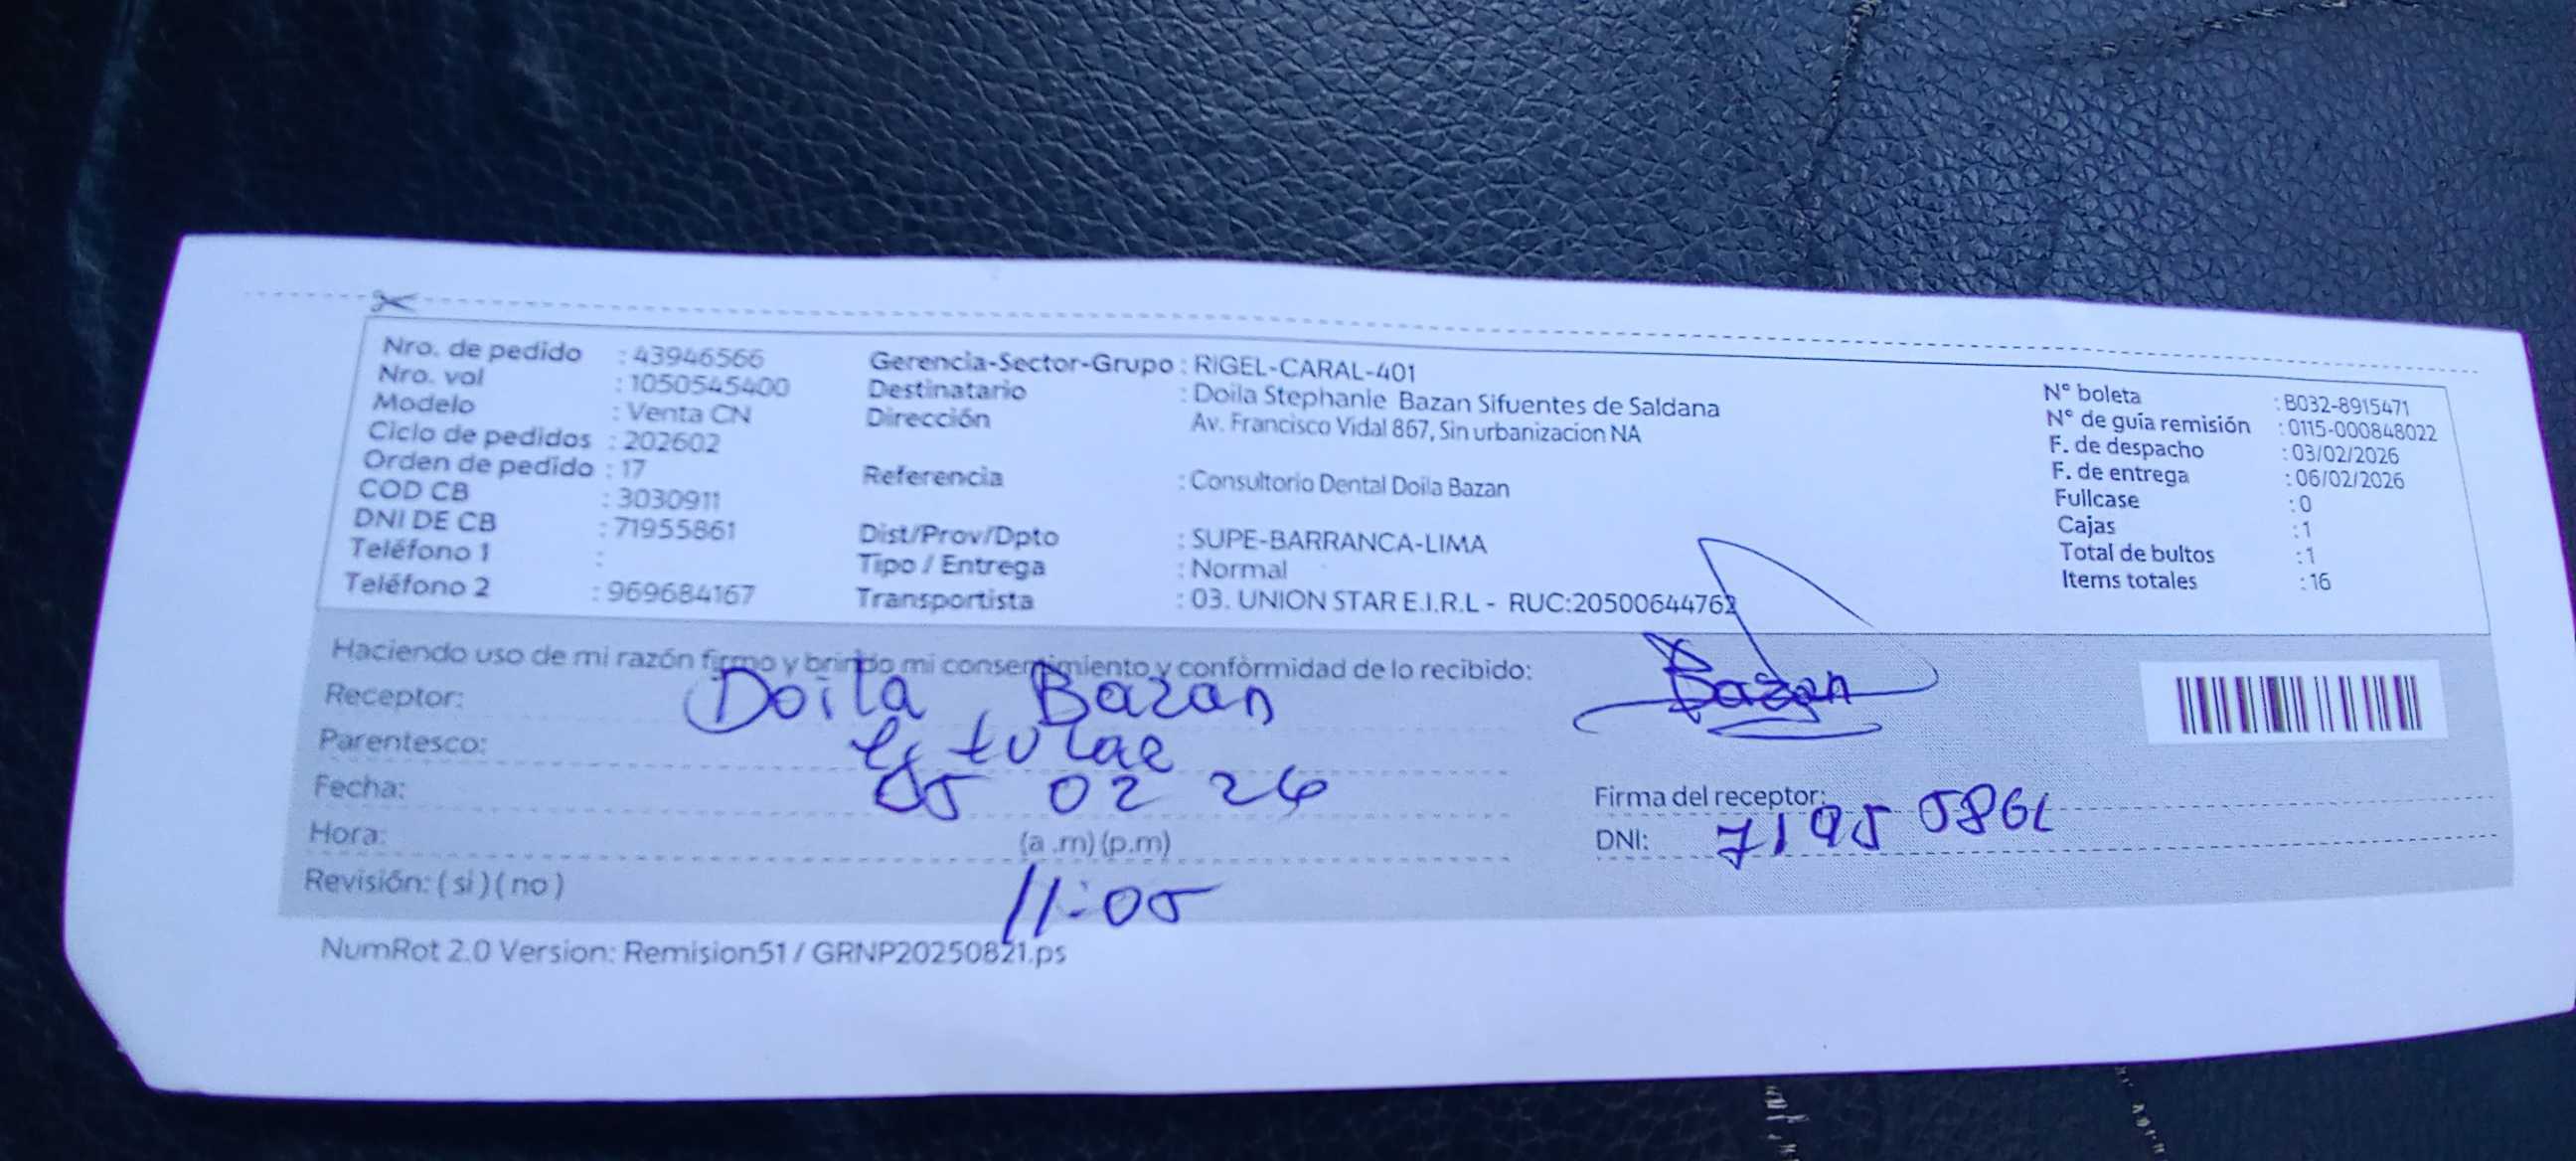 Nro. de pedido : 43946566
Nro. vol : 1050545400
Modelo : Venta CN
Ciclo de pedidos : 202602
Orden de pedido : 17
COD CB : 3030911
DNI DE CB : 71955861
Teléfono 1 :
Teléfono 2 : 969684167
Gerencia-Sector-Grupo : RIGEL-CARAL-401
Destinatario : Doila Stephanie Bazan Sifuentes de Saldana
Dirección Av. Francisco Vidal 867, Sin urbanizacion NA
Referencia : Consultorio Dental Doila Bazan
Dist/Prov/Dpto : SUPE-BARRANCA-LIMA
Tipo / Entrega : Normal
Transportista : 03. UNION STAR E.I.R.L - RUC:20500644762
N° boleta : B032-8915471
N° de guía remisión : 0115-000848022
F. de despacho : 03/02/2026
F. de entrega : 06/02/2026
Fullcase : 0
Cajas : 1
Total de bultos : 1
Items totales : 16
Haciendo uso de mi razón firmo y brindo mi consentimiento y conformidad de lo recibido:
Receptor: Doila Bazan
Parentesco:
Fecha: 05 02 26
Hora: (a .m) (p.m)
11:05
Revisión: ( si ) ( no )
Bazan
Firma del receptor:
DNI: 71955861
NumRot 2.0 Version: Remision51 / GRNP20250821.ps